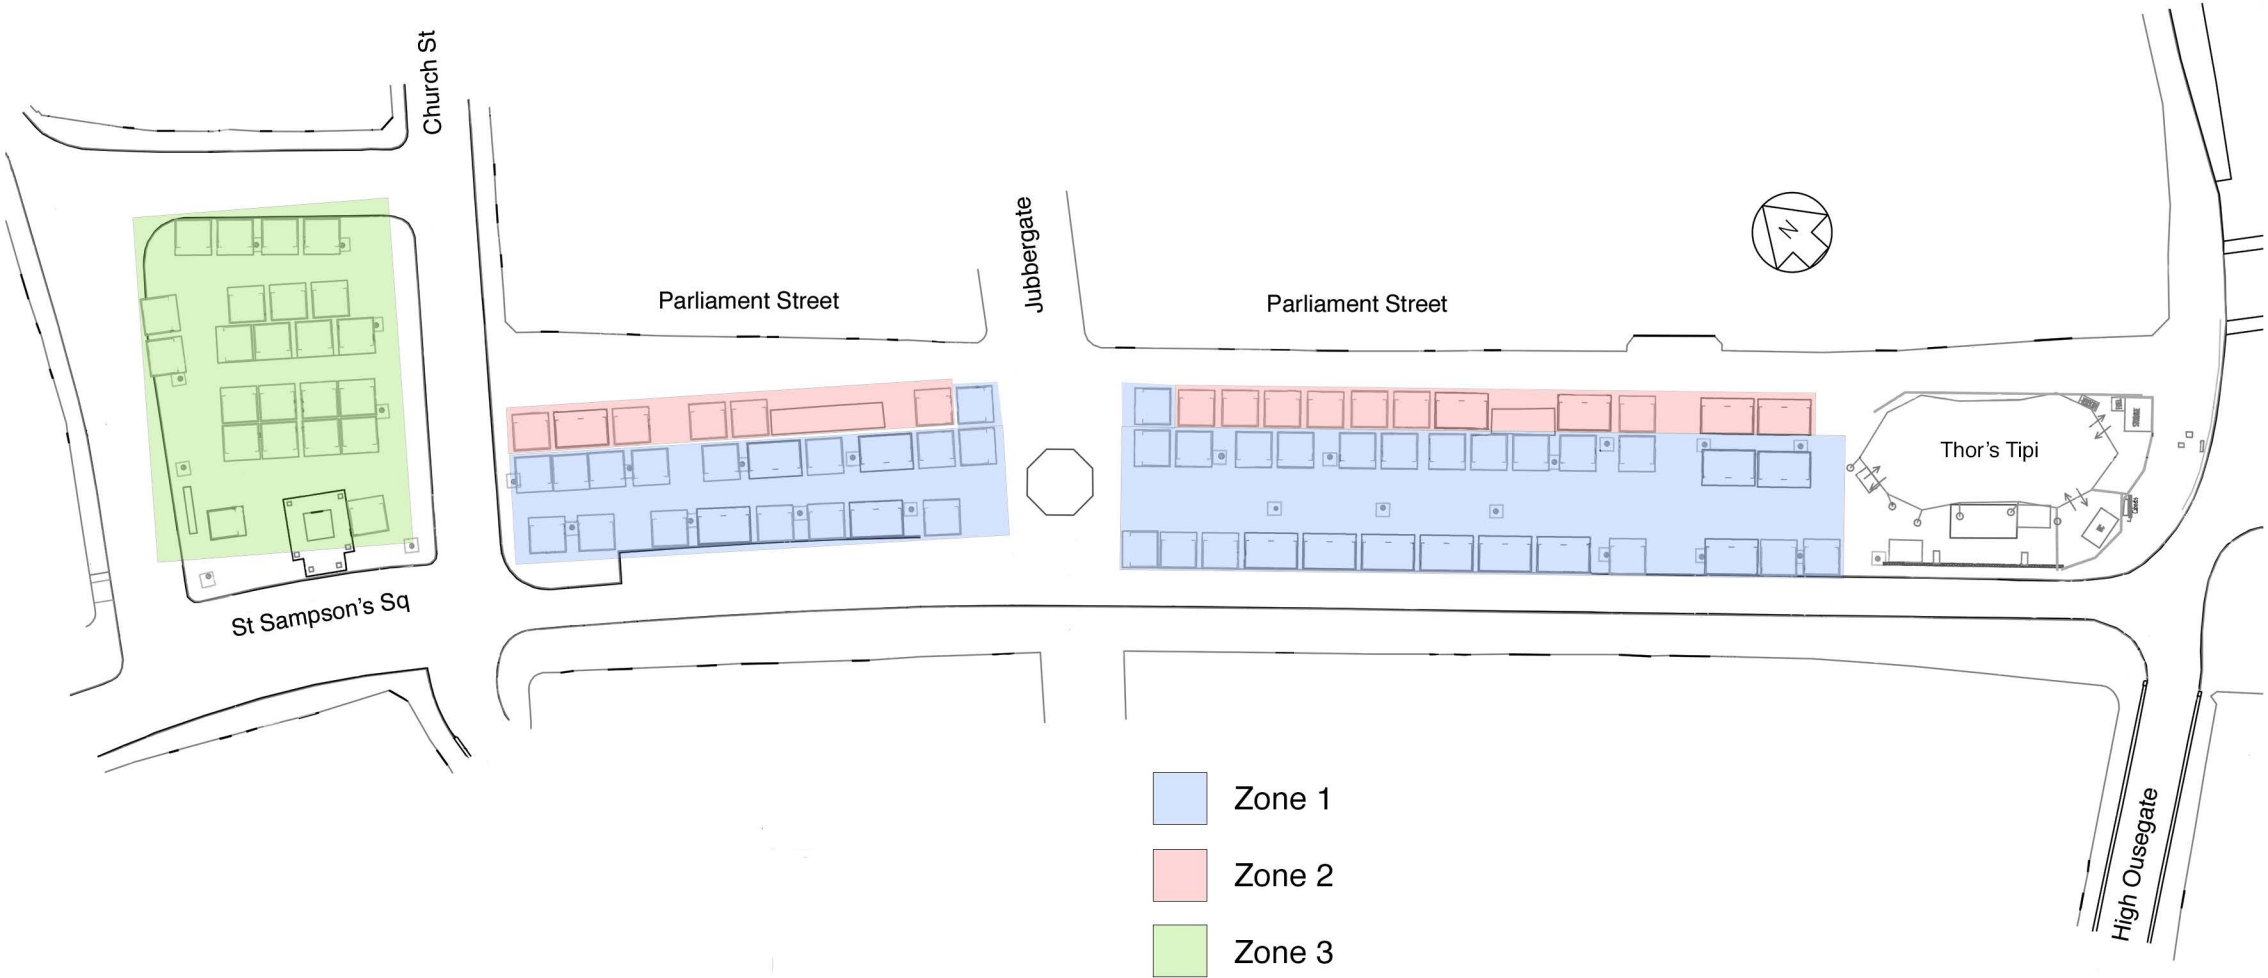 Church St
Jubbergate
N
Parliament Street
Parliament Street
Thor's Tipi
St Sampson's Sq
Zone 1
Zone 2
Zone 3
High Ousegate